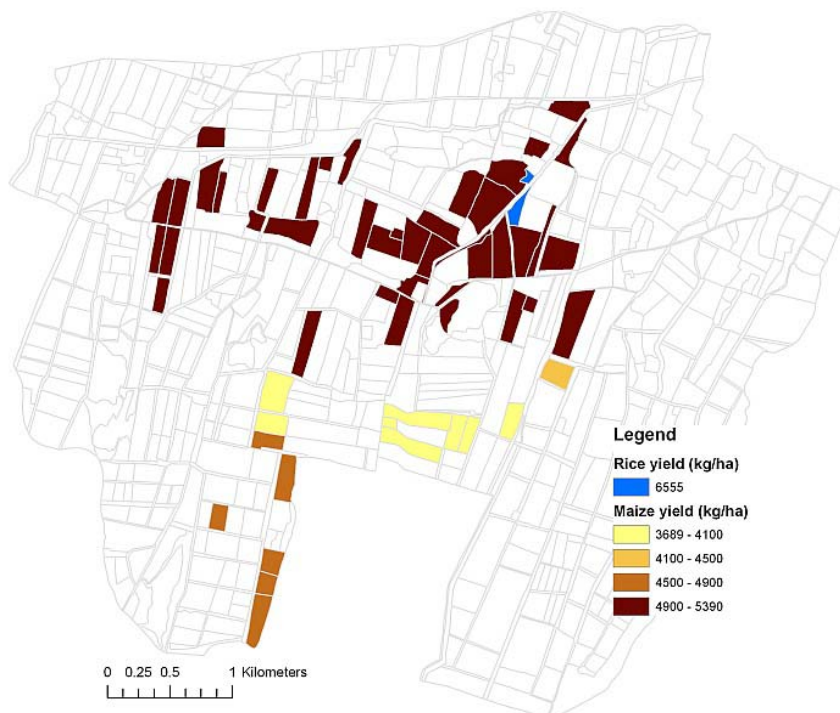 Legend
Rice yield (kg/ha)
6555
Maize yield (kg/ha)
3689 - 4100
4100 - 4500
4500 - 4900
4900 - 5390
0 0.25 0.5 1 Kilometers